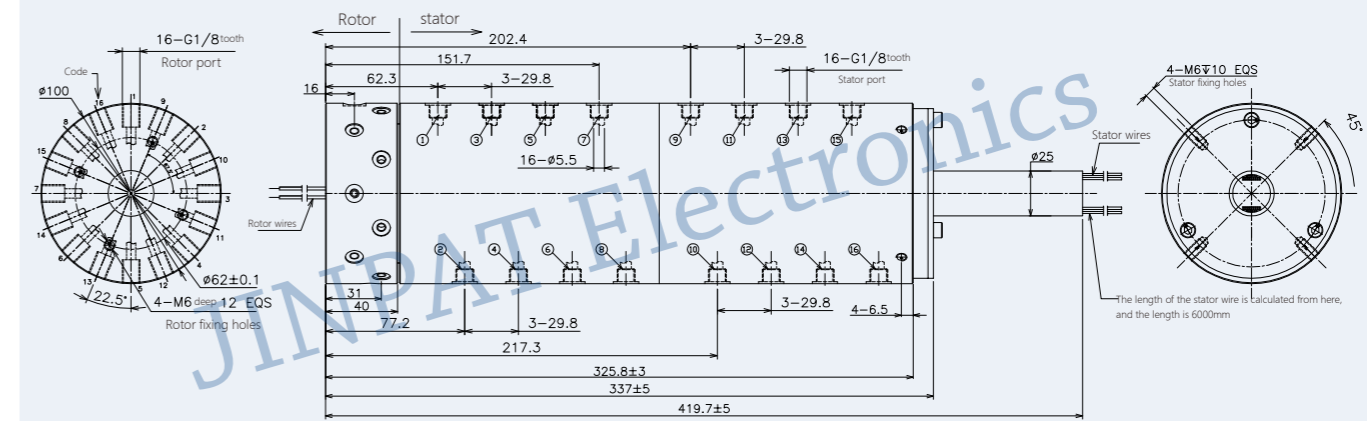 Rotor
stator
16-G1/8 tooth
Rotor port
Code
ø100
16
1
9
8
2
15
10
7
3
14
11
6
4
13
5
12
22.5°
ø62±0.1
4-M6 deep 12 EQS
Rotor fixing holes
202.4
3-29.8
151.7
62.3
3-29.8
16
16-G1/8 tooth
Stator port
① ③ ⑤ ⑦ ⑨ ⑪ ⑬ ⑮
16-ø5.5
Rotor wires
② ④ ⑥ ⑧ ⑩ ⑫ ⑭ ⑯
31
40
77.2
3-29.8
3-29.8
4-6.5
217.3
325.8±3
337±5
419.7±5
ø25
Stator wires
4-M6↧10 EQS
Stator fixing holes
45°
The length of the stator wire is calculated from here,
and the length is 6000mm
JINPAT Electronics